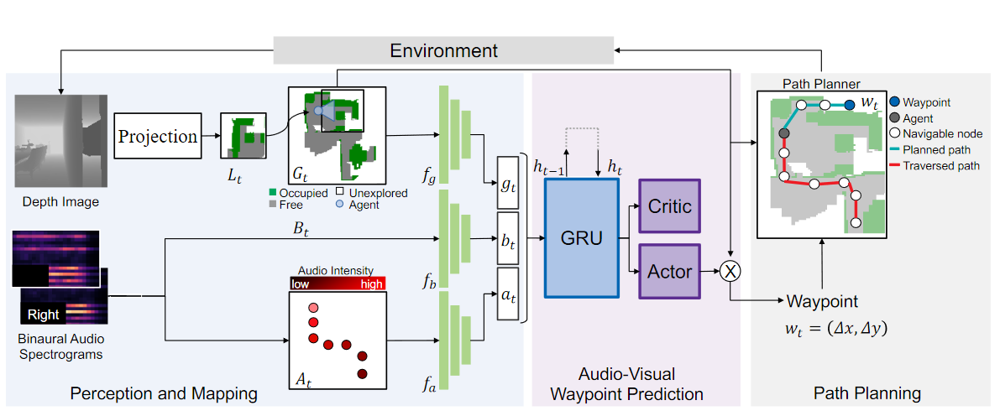 Environment
Depth Image
Projection
L_t
G_t
Occupied
Unexplored
Free
Agent
f_g
g_t
B_t
f_b
b_t
Right
Binaural Audio
Spectrograms
Audio Intensity
low
high
A_t
f_a
a_t
Perception and Mapping
h_{t-1}
h_t
GRU
Critic
Actor
X
Audio-Visual
Waypoint Prediction
Path Planner
w_t
Waypoint
Agent
Navigable node
Planned path
Traversed path
Waypoint
w_t = (Δx, Δy)
Path Planning